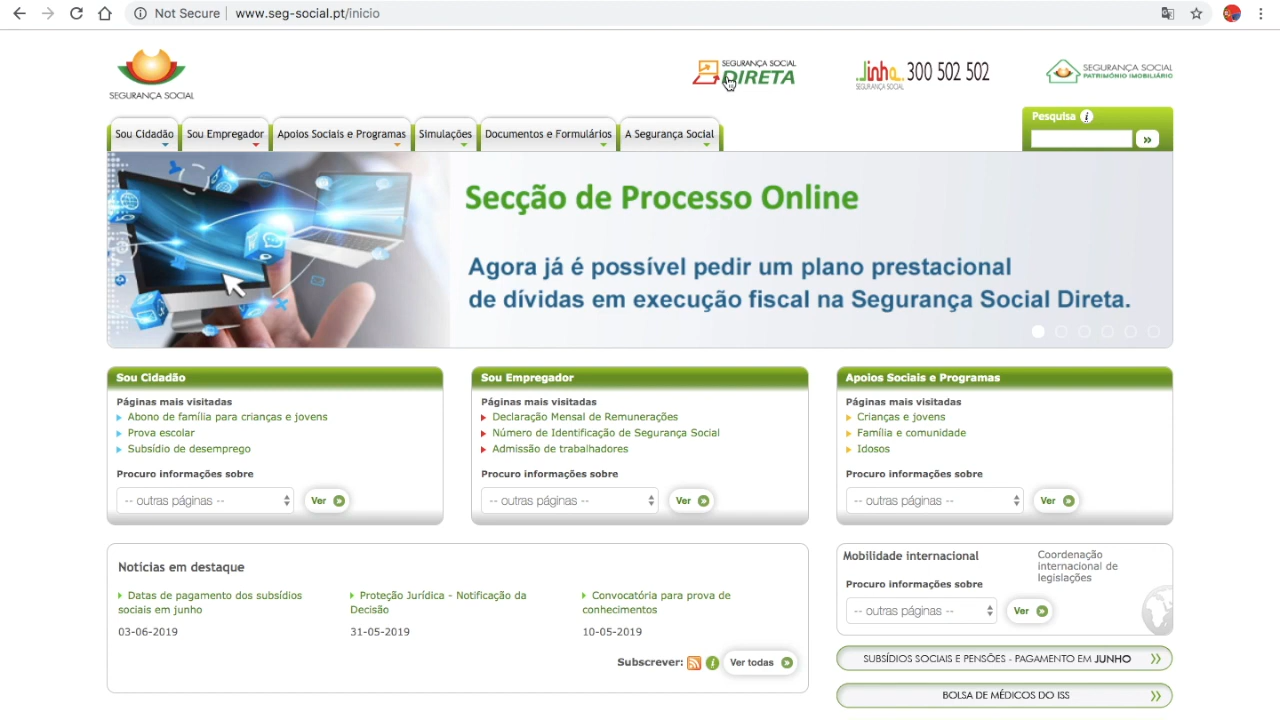 Not Secure
www.seg-social.pt/inicio
SEGURANÇA SOCIAL
SEGURANÇA SOCIAL
DIRETA
Linha. 300 502 502
SEGURANÇA SOCIAL
SEGURANÇA SOCIAL
PATRIMÓNIO IMOBILIÁRIO
Sou Cidadão
Sou Empregador
Apoios Sociais e Programas
Simulações
Documentos e Formulários
A Segurança Social
Pesquisa
Secção de Processo Online
Agora já é possível pedir um plano prestacional
de dívidas em execução fiscal na Segurança Social Direta.
Sou Cidadão
Páginas mais visitadas
Abono de família para crianças e jovens
Prova escolar
Subsídio de desemprego
Procuro informações sobre
-- outras páginas --
Ver
Sou Empregador
Páginas mais visitadas
Declaração Mensal de Remunerações
Número de Identificação de Segurança Social
Admissão de trabalhadores
Procuro informações sobre
-- outras páginas --
Ver
Apoios Sociais e Programas
Páginas mais visitadas
Crianças e jovens
Família e comunidade
Idosos
Procuro informações sobre
-- outras páginas --
Ver
Notícias em destaque
Datas de pagamento dos subsídios
sociais em junho
03-06-2019
Proteção Jurídica - Notificação da
Decisão
31-05-2019
Convocatória para prova de
conhecimentos
10-05-2019
Subscrever:
Ver todas
Mobilidade internacional
Coordenação
internacional de
legislações
Procuro informações sobre
-- outras páginas --
Ver
SUBSÍDIOS SOCIAIS E PENSÕES - PAGAMENTO EM JUNHO
BOLSA DE MÉDICOS DO ISS